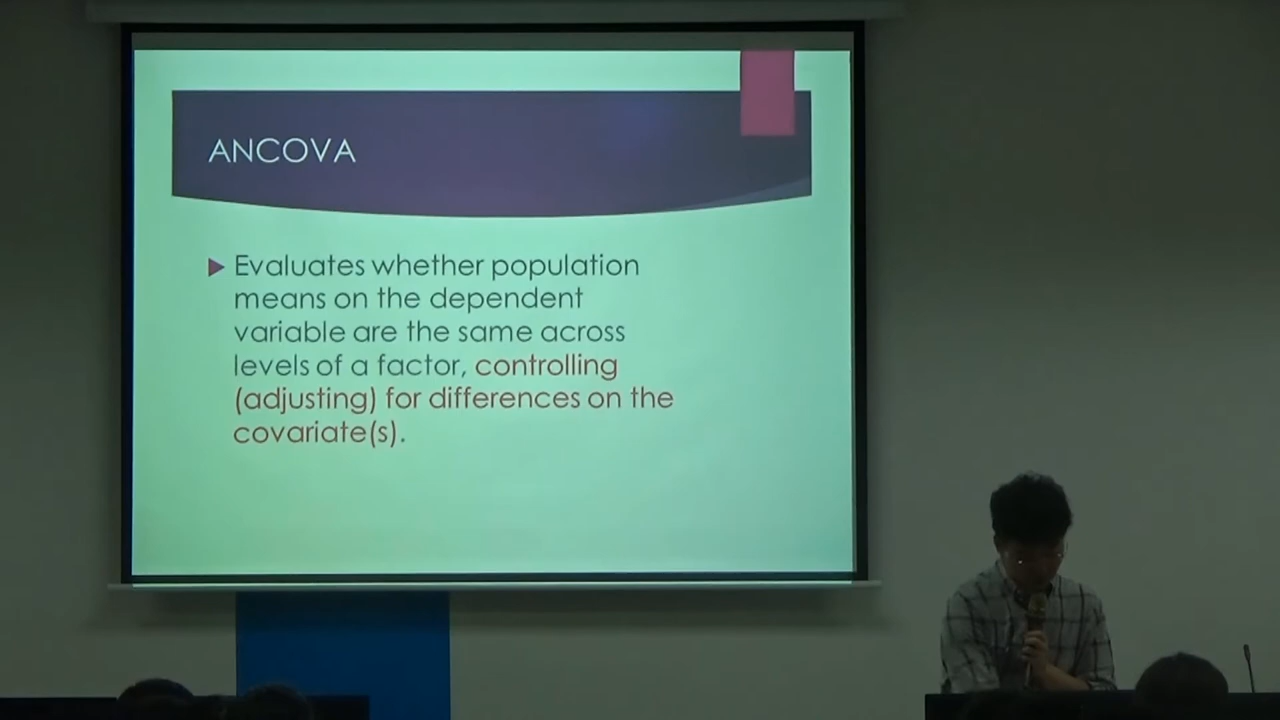 ANCOVA
Evaluates whether population
means on the dependent
variable are the same across
levels of a factor, controlling
(adjusting) for differences on the
covariate(s).